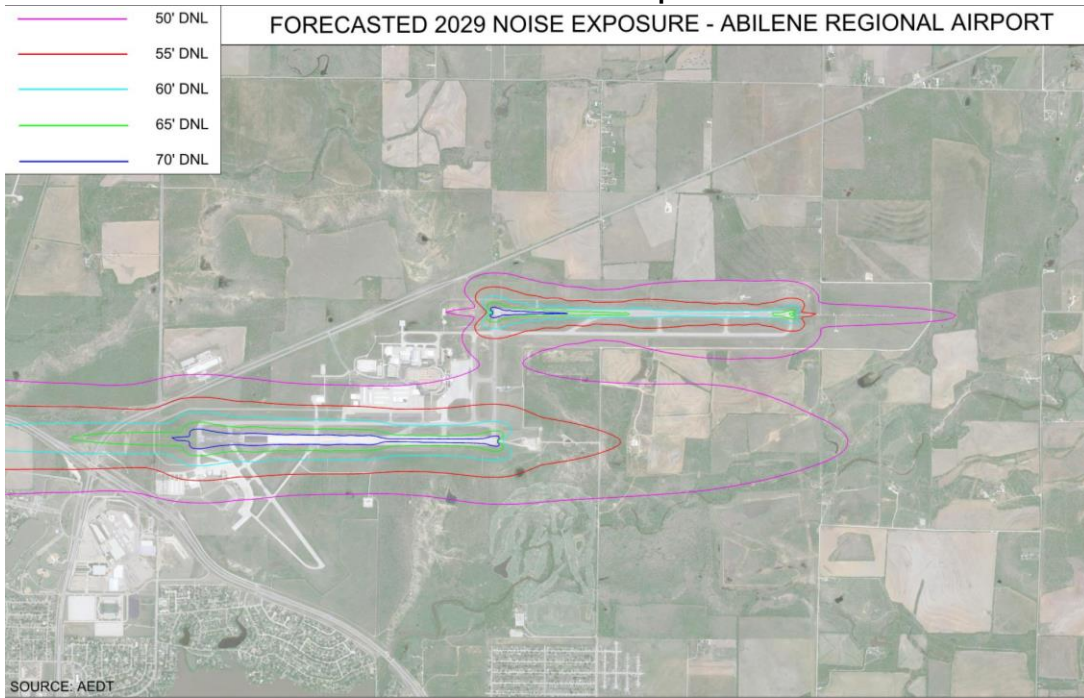 FORECASTED 2029 NOISE EXPOSURE - ABILENE REGIONAL AIRPORT
50' DNL
55' DNL
60' DNL
65' DNL
70' DNL
SOURCE: AEDT